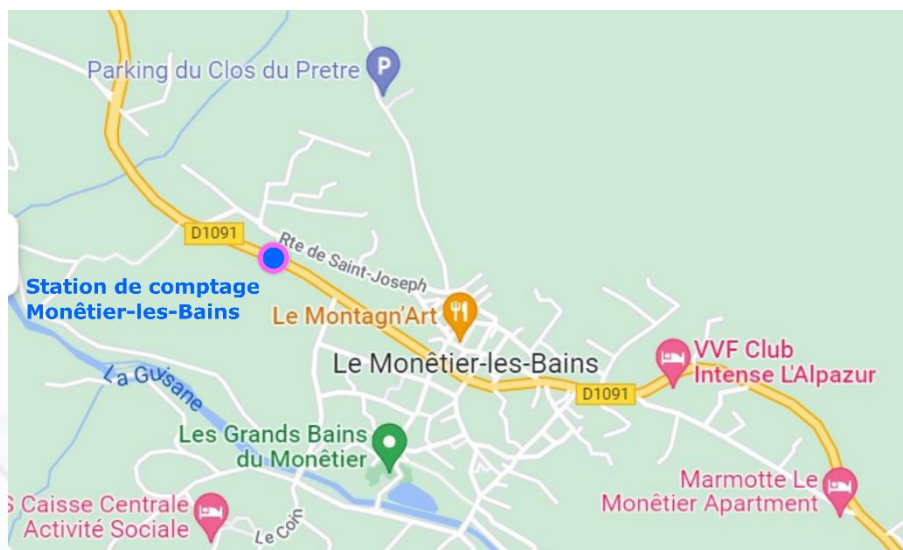 Parking du Clos du Pretre
P
D1091
Rte de Saint-Joseph
Station de comptage
Monêtier-les-Bains
Le Montagn'Art
Le Monêtier-les-Bains
VVF Club
Intense L'Alpazur
D1091
La Guisane
Les Grands Bains
du Monêtier
Marmotte Le
Monêtier Apartment
S Caisse Centrale
Activité Sociale
Le Coin